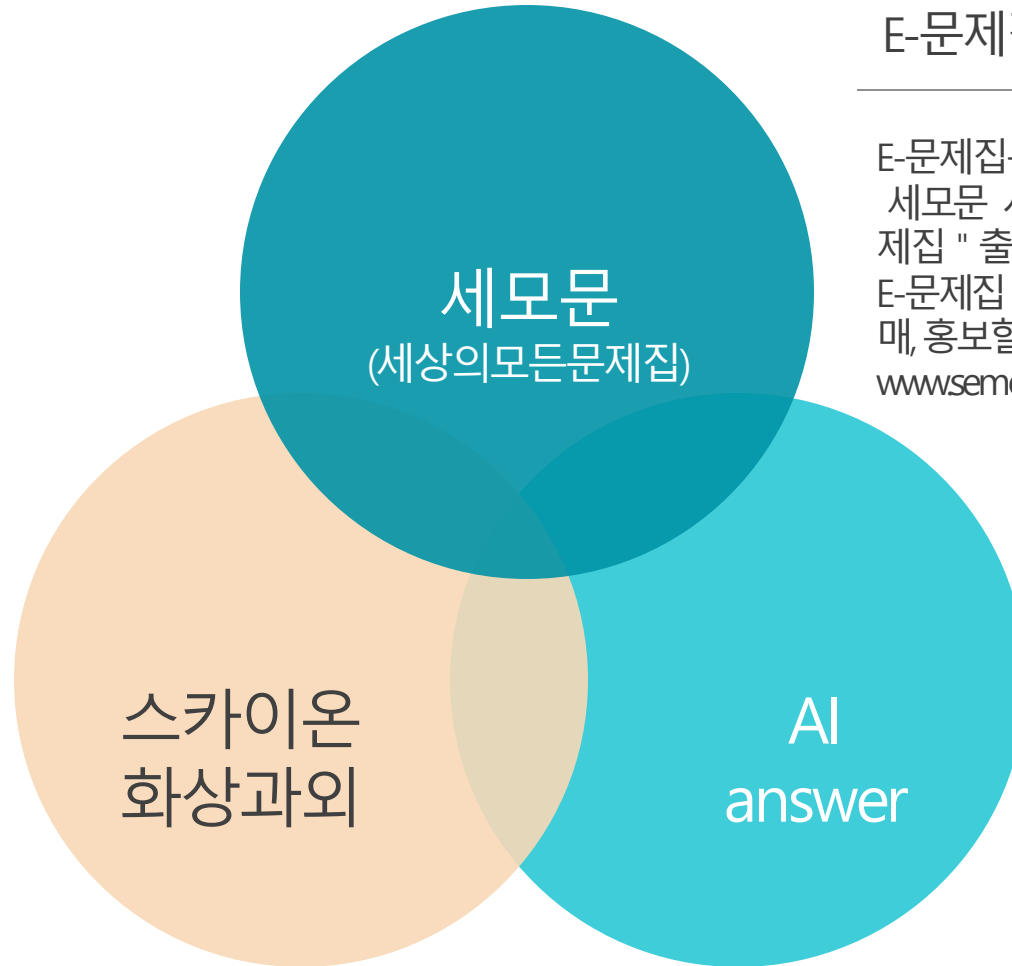 E-문제
E-문제집
세모문
제집 " 출
E-문제집
매, 홍보할
www.sem
세모문
(세상의모든문제집)
스카이온
화상과외
AI
answer